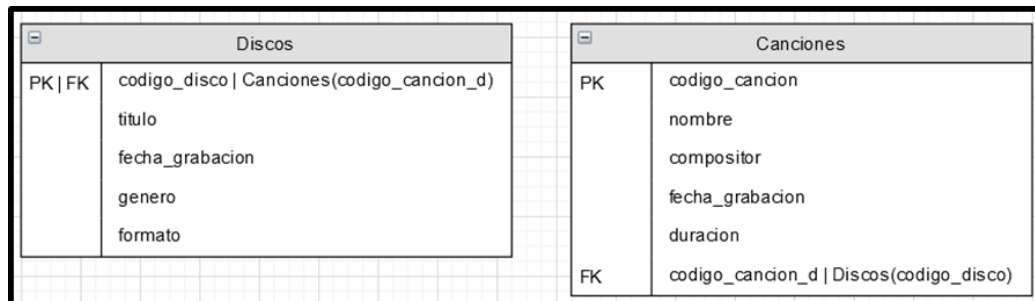 Discos
PK|FK codigo_disco | Canciones(codigo_cancion_d)
titulo
fecha_grabacion
genero
formato
Canciones
PK codigo_cancion
nombre
compositor
fecha_grabacion
duracion
FK codigo_cancion_d | Discos(codigo_disco)